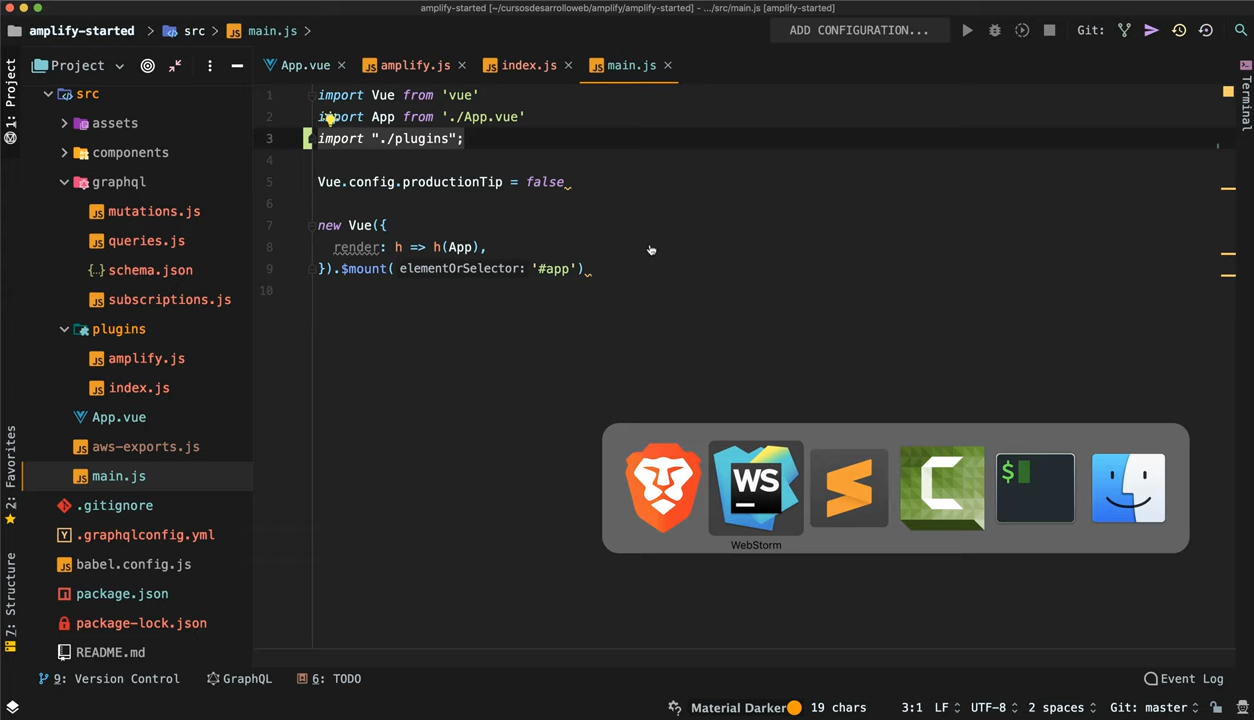 amplify-started [~/cursosdesarrolloweb/amplify/amplify-started] - .../src/main.js [amplify-started]
amplify-started src main.js ADD CONFIGURATION... Git:
1: Project
Project App.vue amplify.js index.js main.js
Terminal
src
assets
components
graphql
mutations.js
queries.js
schema.json
subscriptions.js
plugins
amplify.js
index.js
App.vue
aws-exports.js
main.js
.gitignore
.graphqlconfig.yml
babel.config.js
package.json
package-lock.json
README.md
2: Favorites
7: Structure
1 import Vue from 'vue'
2 import App from './App.vue'
3 import "./plugins";
4
5 Vue.config.productionTip = false
6
7 new Vue({
8 render: h => h(App),
9 }).$mount( elementOrSelector: '#app')
10
WS
$
WebStorm
9: Version Control GraphQL 6: TODO Event Log
Material Darker 19 chars 3:1 LF UTF-8 2 spaces Git: master